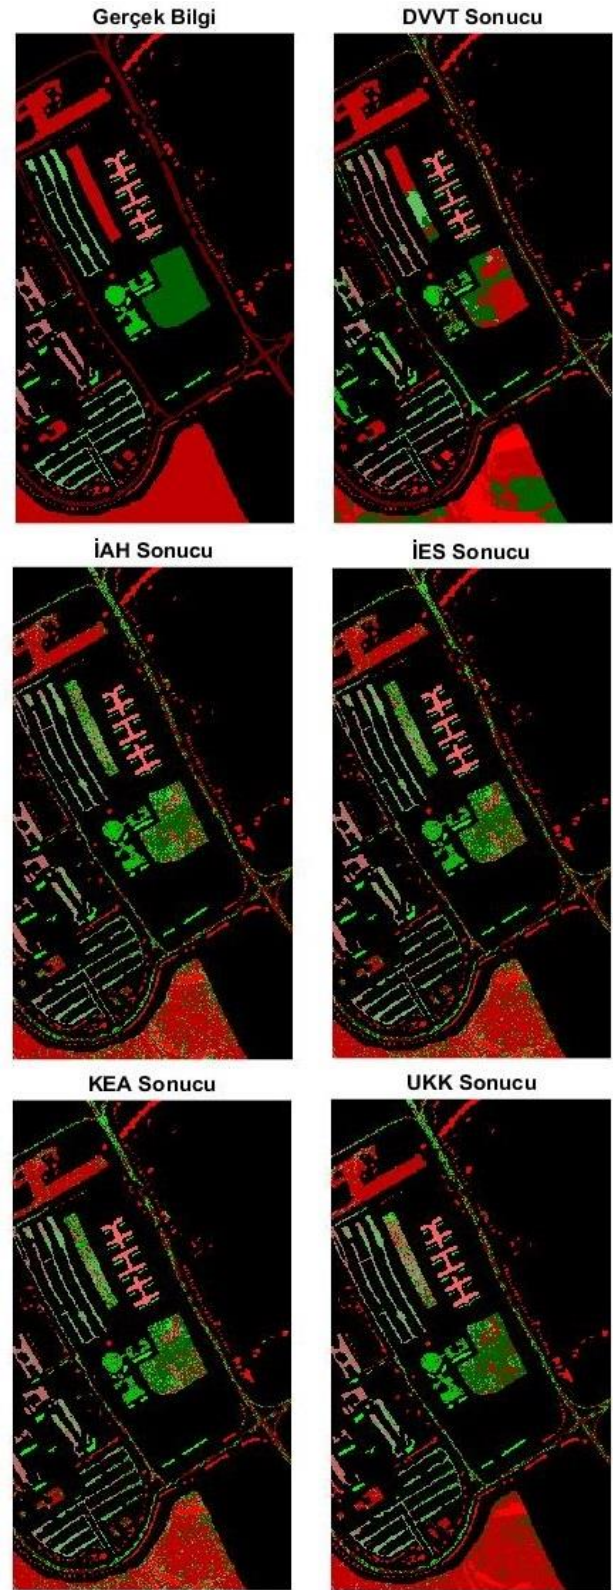 Gerçek Bilgi
DVVT Sonucu
İAH Sonucu
İES Sonucu
KEA Sonucu
UKK Sonucu